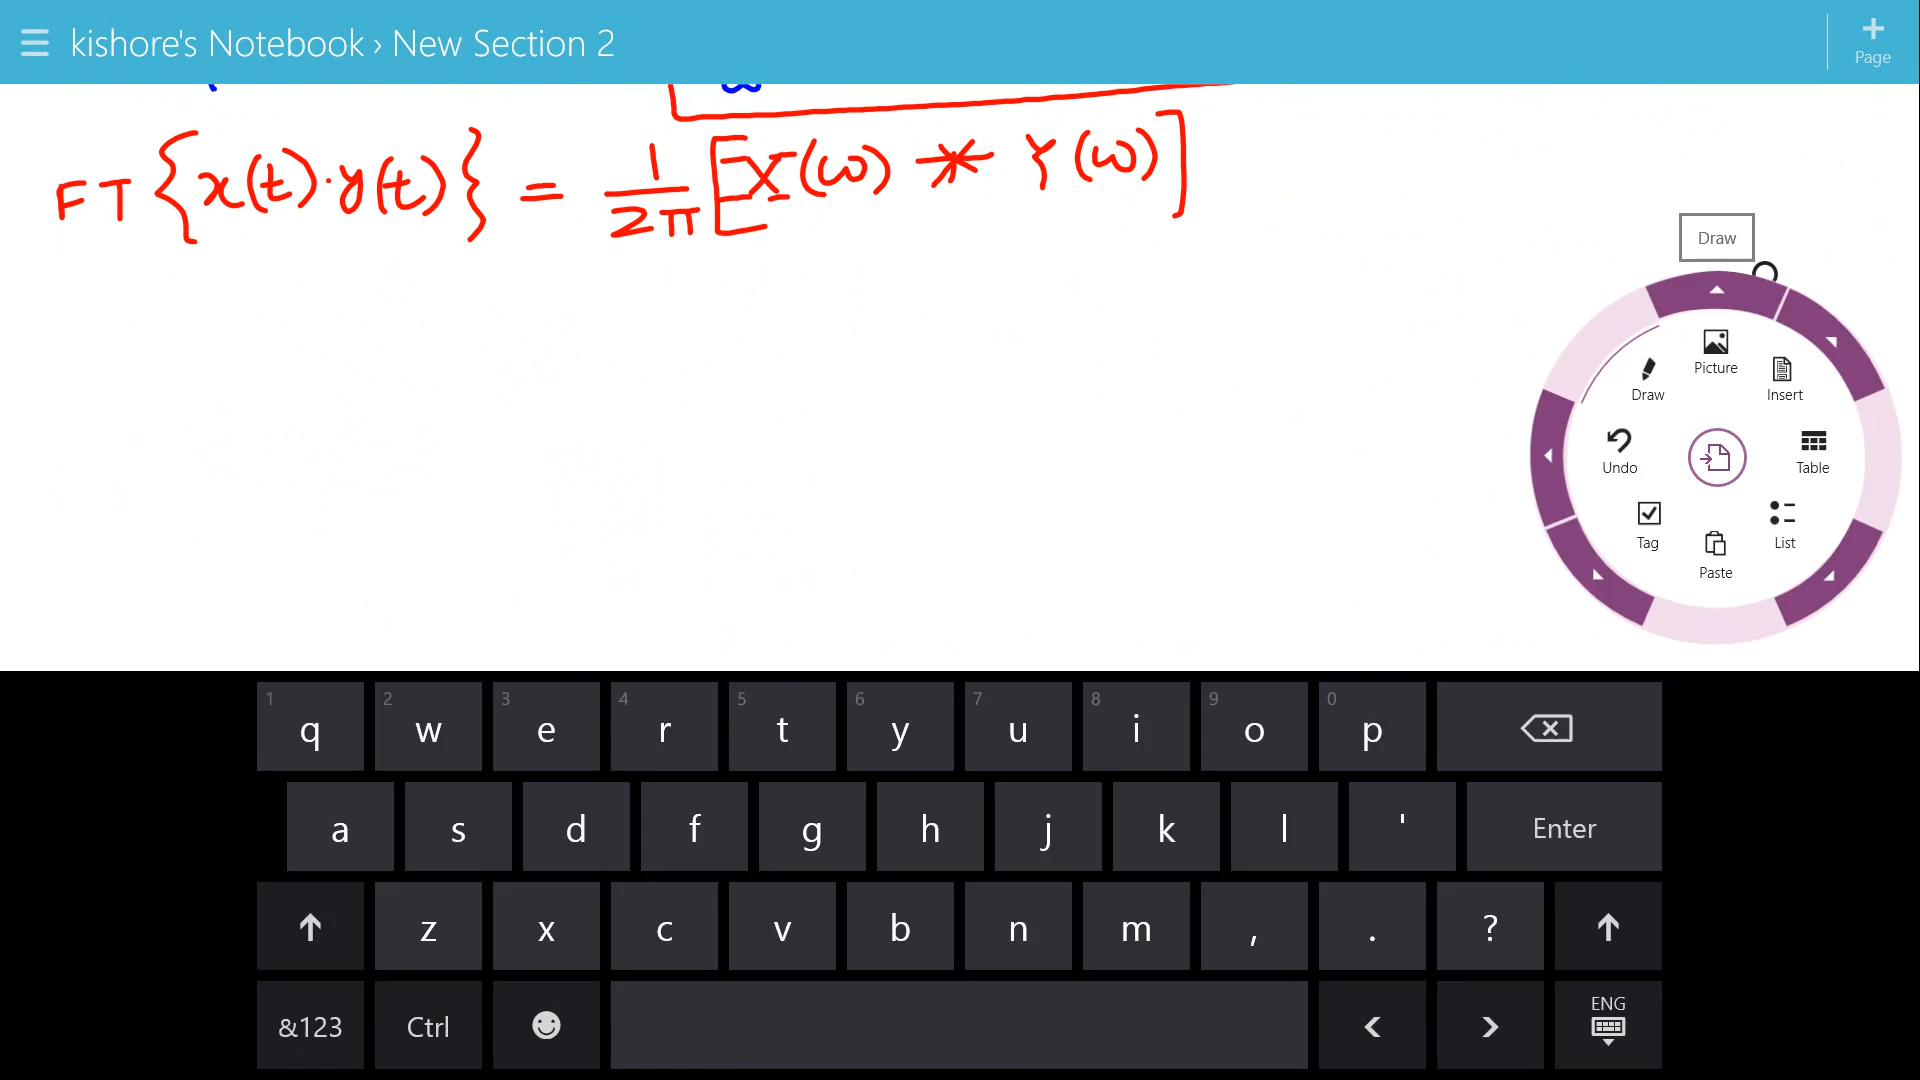 kishore's Notebook › New Section 2
+ Page
FT{x(t)·y(t)} = 1/2π [X(ω) * Y(ω)]
Draw
Picture
Draw
Insert
Undo
Table
Tag
List
Paste
1 q 2 w 3 e 4 r 5 t 6 y 7 u 8 i 9 o 0 p
a s d f g h j k l ' Enter
z x c v b n m , . ?
&123 Ctrl < > ENG